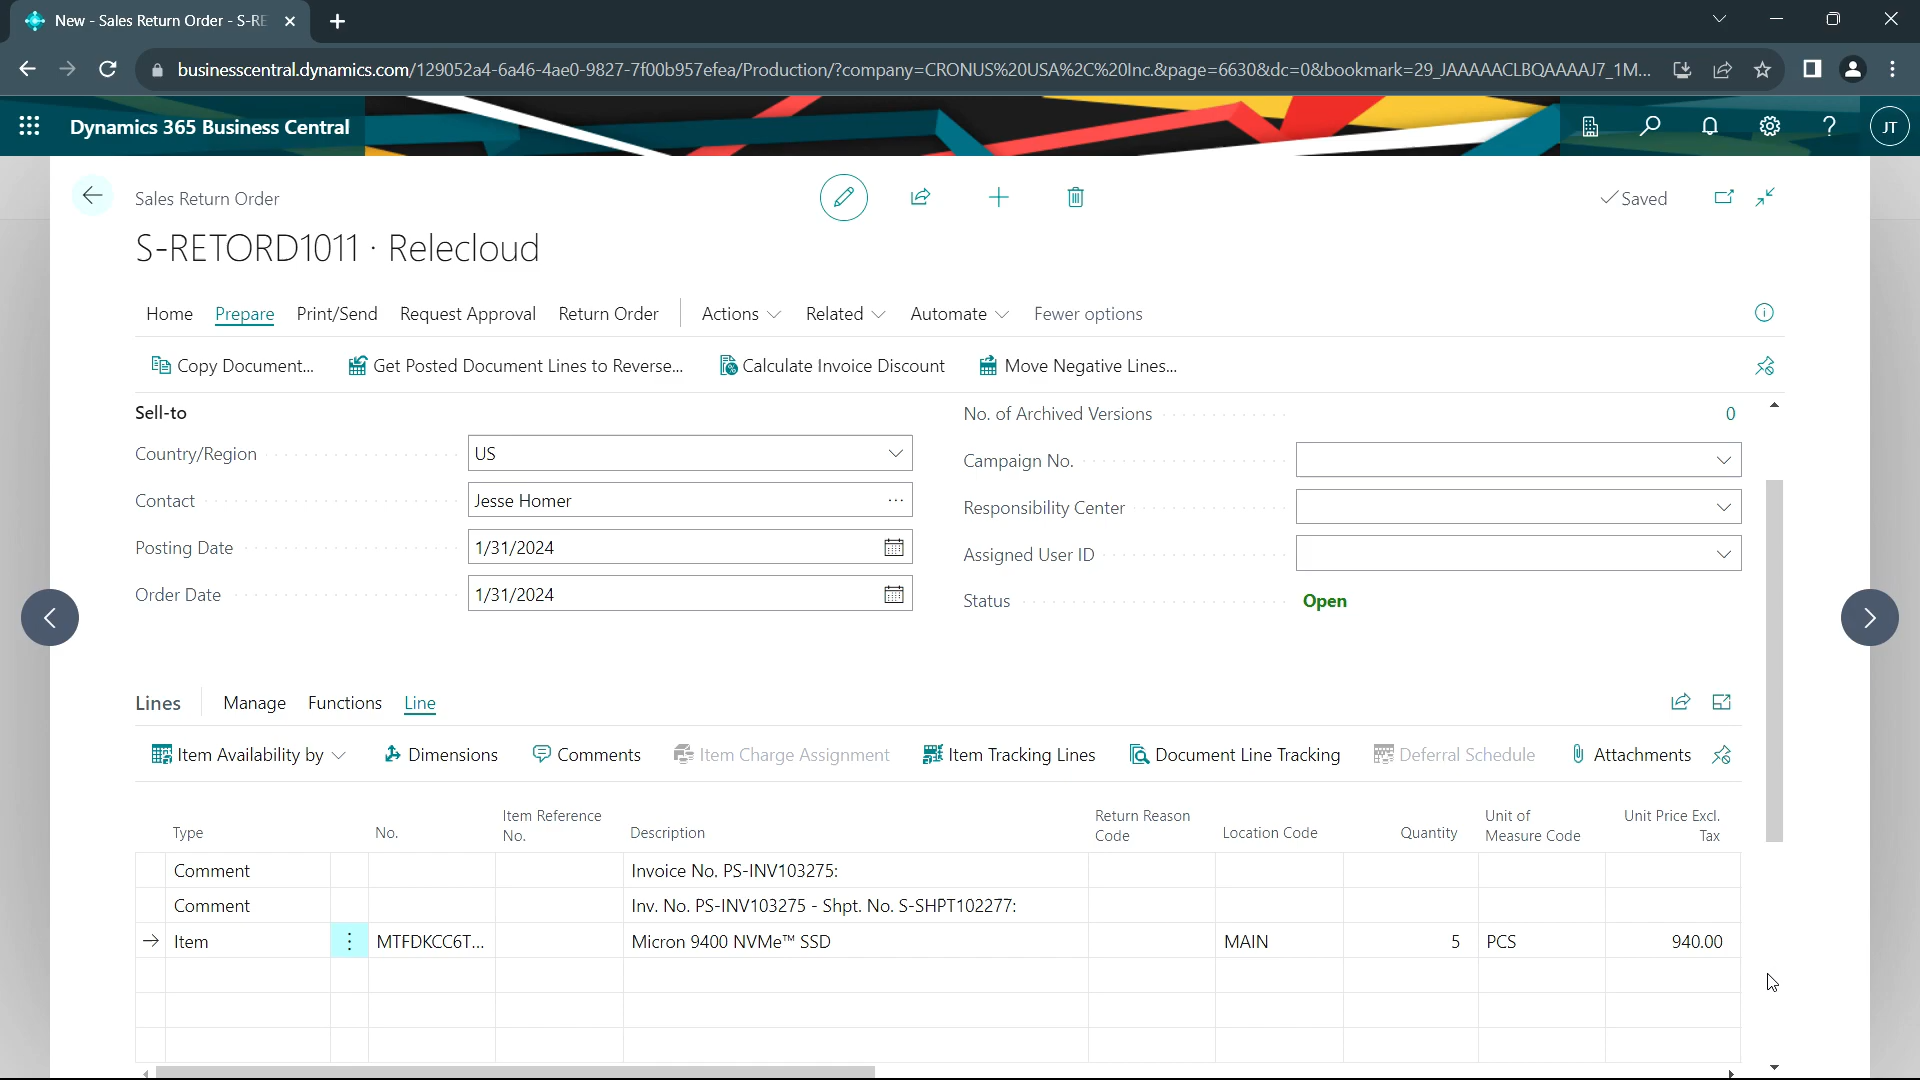 New - Sales Return Order - S-RE
businesscentral.dynamics.com/129052a4-6a46-4ae0-9827-7f00b957efea/Production/?company=CRONUS%20USA%2C%20Inc.&page=6630&dc=0&bookmark=29_JAAAAACLBQAAAAJ7_1M...
Dynamics 365 Business Central
JT
Sales Return Order
Saved
S-RETORD1011 · Relecloud
Home Prepare Print/Send Request Approval Return Order Actions Related Automate Fewer options
Copy Document... Get Posted Document Lines to Reverse... Calculate Invoice Discount Move Negative Lines...
Sell-to
Country/Region US
Contact Jesse Homer ...
Posting Date 1/31/2024
Order Date 1/31/2024
No. of Archived Versions 0
Campaign No.
Responsibility Center
Assigned User ID
Status Open
Lines Manage Functions Line
Item Availability by Dimensions Comments Item Charge Assignment Item Tracking Lines Document Line Tracking Deferral Schedule Attachments
Type No. Item Reference No. Description Return Reason Code Location Code Quantity Unit of Measure Code Unit Price Excl. Tax
Comment Invoice No. PS-INV103275:
Comment Inv. No. PS-INV103275 - Shpt. No. S-SHPT102277:
Item MTFDKCC6T... Micron 9400 NVMe™ SSD MAIN 5 PCS 940.00